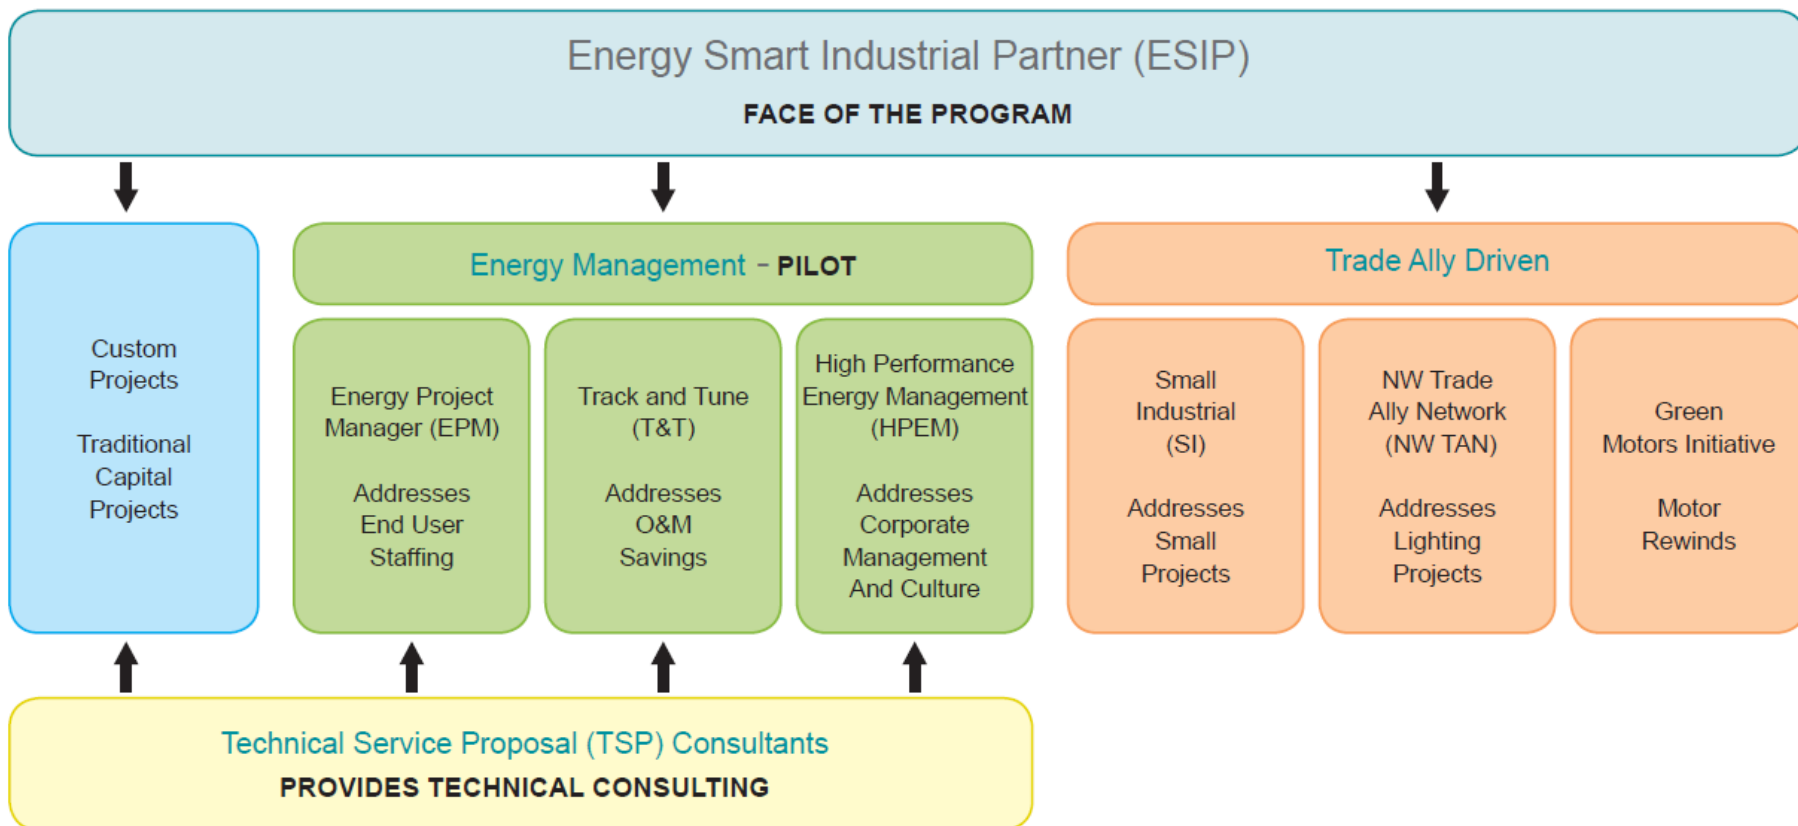 Energy Smart Industrial Partner (ESIP)
FACE OF THE PROGRAM
Custom
Projects
Traditional
Capital
Projects
Energy Management - PILOT
Energy Project
Manager (EPM)
Addresses
End User
Staffing
Track and Tune
(T&T)
Addresses
O&M
Savings
High Performance
Energy Management
(HPEM)
Addresses
Corporate
Management
And Culture
Trade Ally Driven
Small
Industrial
(SI)
Addresses
Small
Projects
NW Trade
Ally Network
(NW TAN)
Addresses
Lighting
Projects
Green
Motors Initiative
Motor
Rewinds
Technical Service Proposal (TSP) Consultants
PROVIDES TECHNICAL CONSULTING